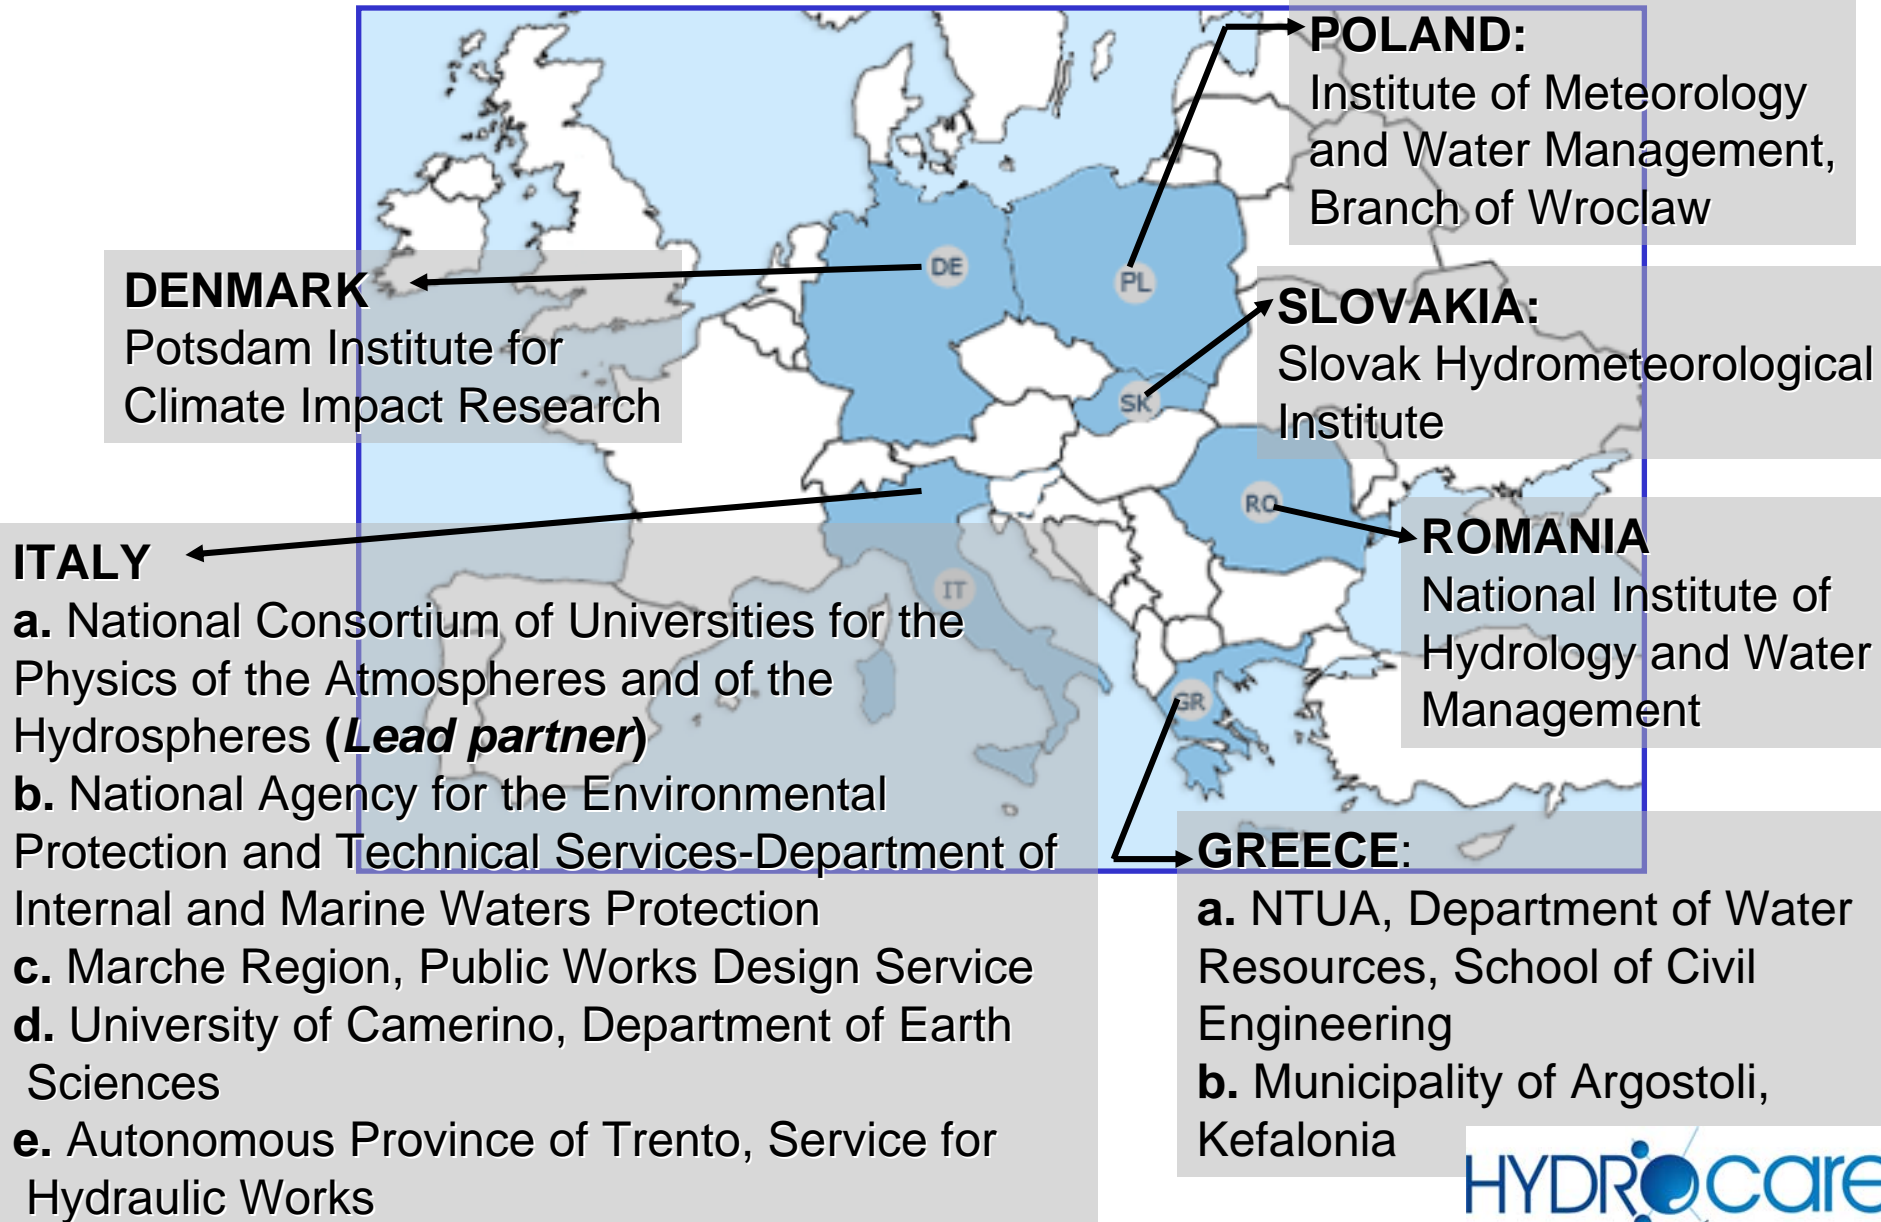 POLAND:
Institute of Meteorology
and Water Management,
Branch of Wroclaw
DENMARK
Potsdam Institute for
Climate Impact Research
SLOVAKIA:
Slovak Hydrometeorological
Institute
ROMANIA
National Institute of
Hydrology and Water
Management
ITALY
a. National Consortium of Universities for the
Physics of the Atmospheres and of the
Hydrospheres (Lead partner)
b. National Agency for the Environmental
Protection and Technical Services-Department of
Internal and Marine Waters Protection
c. Marche Region, Public Works Design Service
d. University of Camerino, Department of Earth
Sciences
e. Autonomous Province of Trento, Service for
Hydraulic Works
GREECE:
a. NTUA, Department of Water
Resources, School of Civil
Engineering
b. Municipality of Argostoli,
Kefalonia
DE
PL
SK
RO
IT
GR
HYDROcare